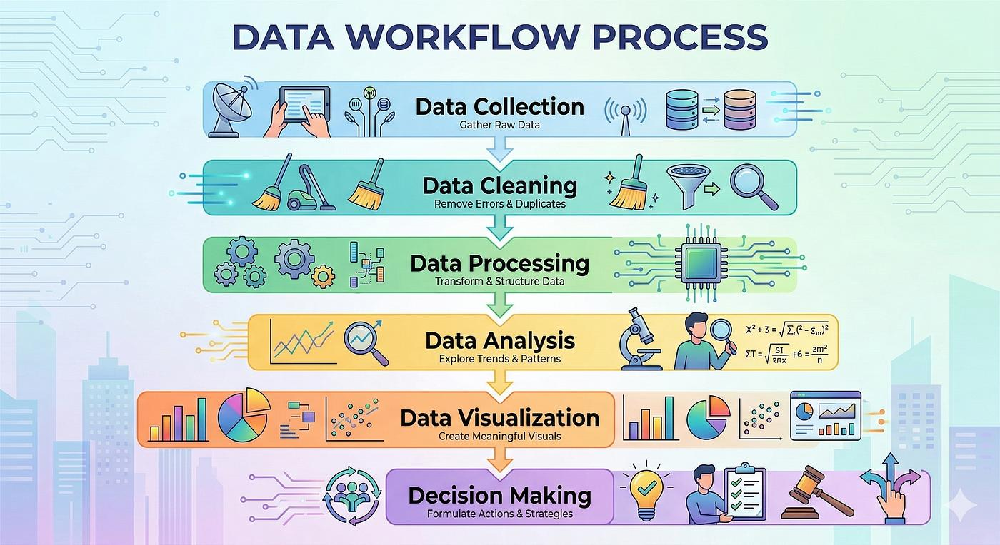 DATA WORKFLOW PROCESS
Data Collection
Gather Raw Data
Data Cleaning
Remove Errors & Duplicates
Data Processing
Transform & Structure Data
Data Analysis
Explore Trends & Patterns
Data Visualization
Create Meaningful Visuals
Decision Making
Formulate Actions & Strategies